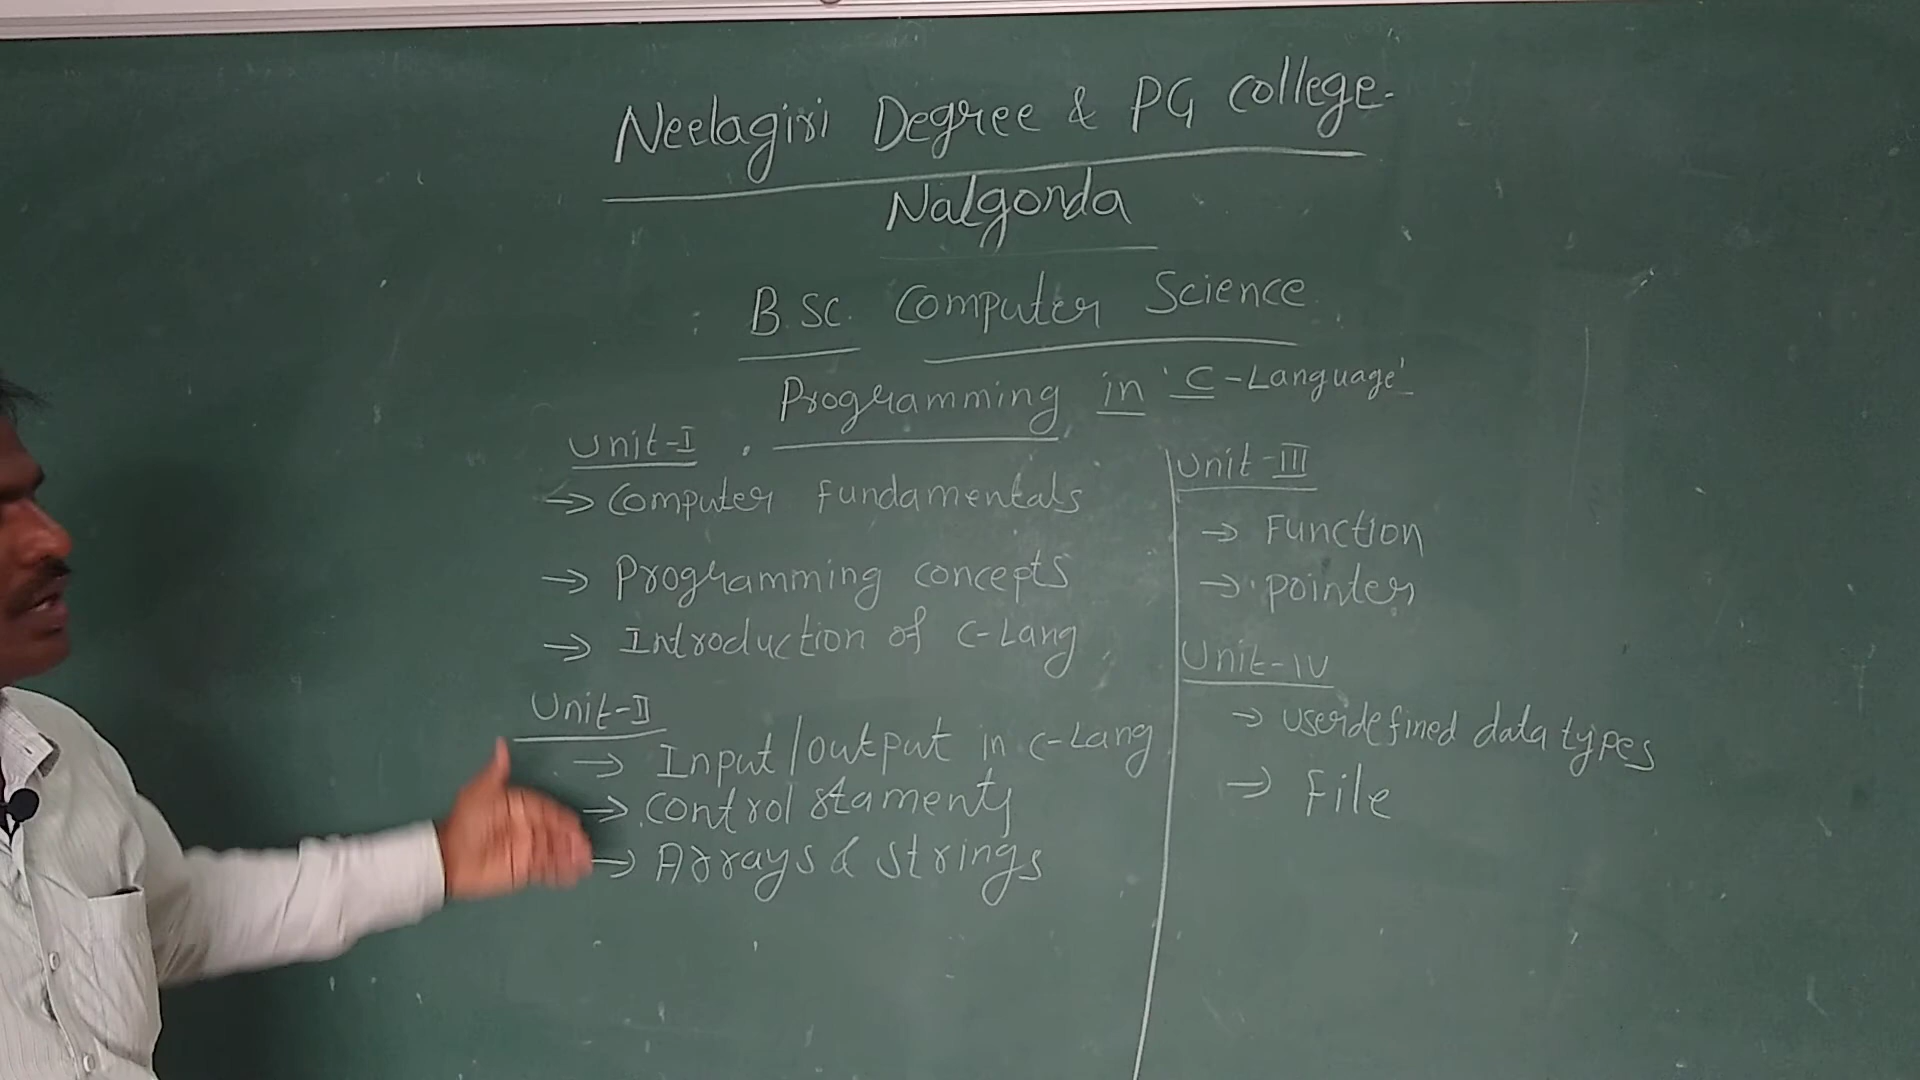 Neelagiri Degree & PG College.
Nalgonda
B.Sc. Computer Science
Programming in 'C-Language'
Unit-I
→ Computer fundamentals
→ Programming concepts
→ Introduction of C-Lang
Unit-II
→ Input/output in C-Lang
→ Control staments
→ Arrays & strings
Unit-III
→ Function
→ pointer
Unit-IV
→ userdefined data types
→ File